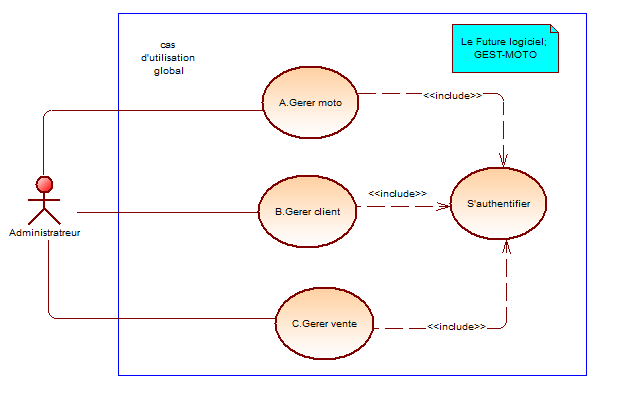 cas
d'utilisation
global
Le Future logiciel;
GEST-MOTO
A.Gerer moto
<<include>>
B.Gerer client
<<include>>
S'authentifier
Administratreur
C.Gerer vente
<<include>>